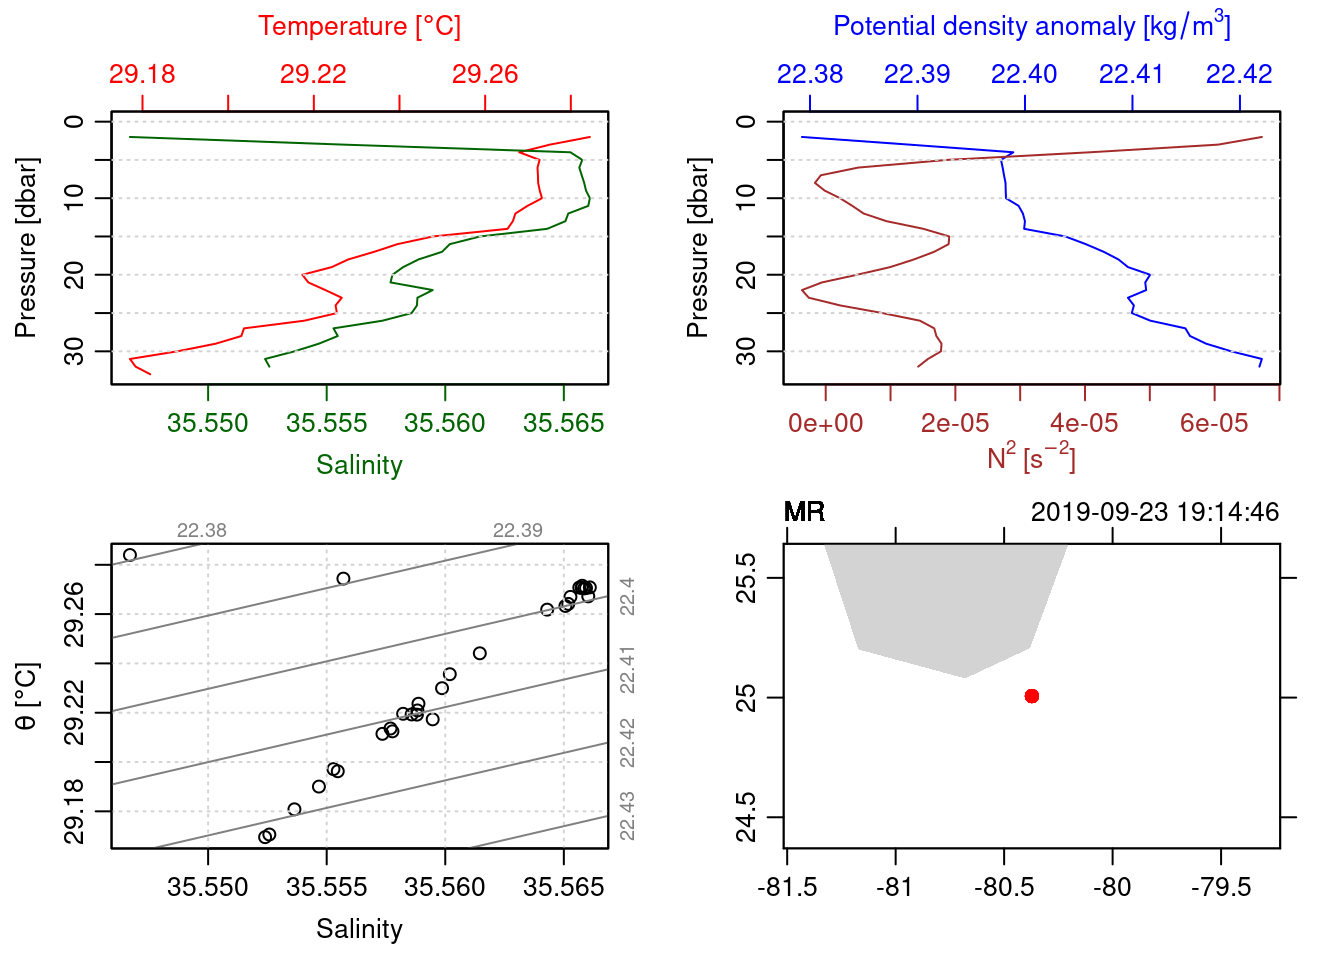 Temperature [°C]
29.18 29.22 29.26
0 10 20 30
Pressure [dbar]
35.550 35.555 35.560 35.565
Salinity
Potential density anomaly [kg/m³]
22.38 22.39 22.40 22.41 22.42
0 10 20 30
Pressure [dbar]
0e+00 2e-05 4e-05 6e-05
N² [s⁻²]
22.38 22.39
22.4
22.41
22.42
22.43
29.18 29.22 29.26
θ [°C]
35.550 35.555 35.560 35.565
Salinity
MR 2019-09-23 19:14:46
25.5
25
24.5
-81.5 -81 -80.5 -80 -79.5